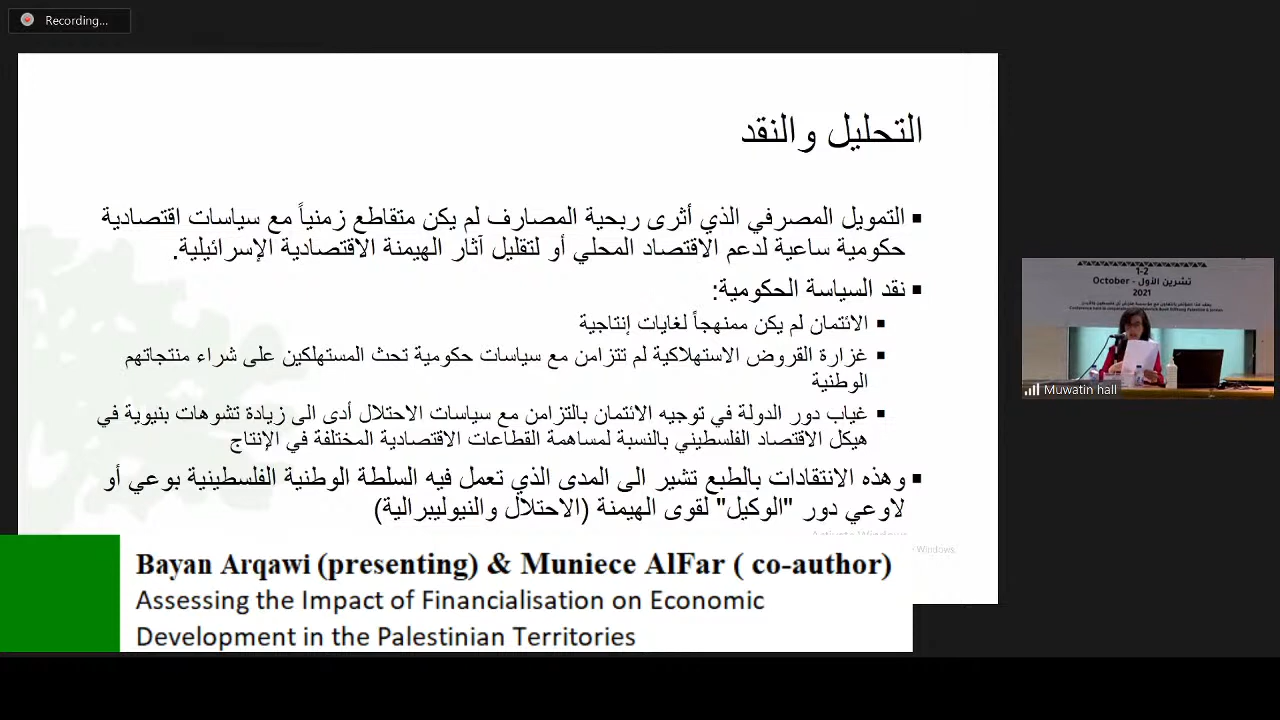 Recording...
التحليل والنقد
▪ التمويل المصرفي الذي أثرى ربحية المصارف لم يكن متقاطع زمنياً مع سياسات اقتصادية
حكومية ساعية لدعم الاقتصاد المحلي أو لتقليل آثار الهيمنة الاقتصادية الإسرائيلية.
▪ نقد السياسة الحكومية:
▪ الائتمان لم يكن ممنهجاً لغايات إنتاجية
▪ غزارة القروض الاستهلاكية لم تتزامن مع سياسات حكومية تحث المستهلكين على شراء منتجاتهم
الوطنية
▪ غياب دور الدولة في توجيه الائتمان بالتزامن مع سياسات الاحتلال أدى الى زيادة تشوهات بنيوية في
هيكل الاقتصاد الفلسطيني بالنسبة لمساهمة القطاعات الاقتصادية المختلفة في الإنتاج
▪ وهذه الانتقادات بالطبع تشير الى المدى الذي تعمل فيه السلطة الوطنية الفلسطينية بوعي أو
لاوعي دور "الوكيل" لقوى الهيمنة (الاحتلال والنيوليبرالية)
Windows.
Bayan Arqawi (presenting) & Muniece AlFar ( co-author)
Assessing the Impact of Financialisation on Economic
Development in the Palestinian Territories
1-2
تشرين الأول - October
2021
Muwatin hall